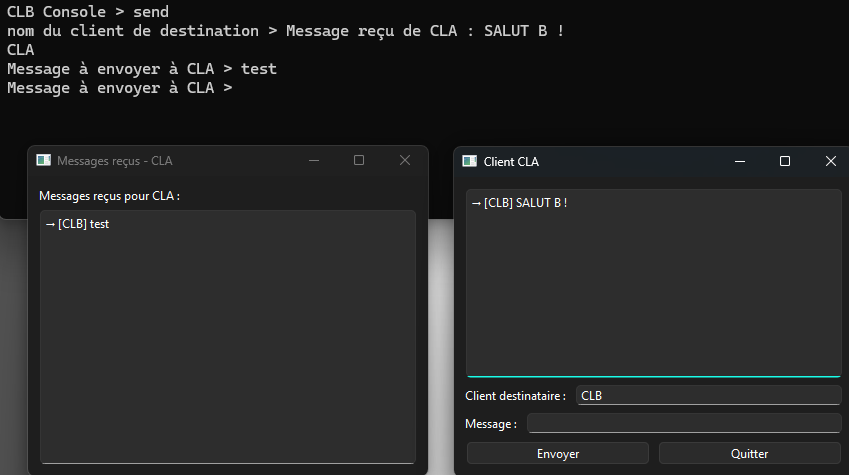 CLB Console > send
nom du client de destination > Message reçu de CLA : SALUT B !
CLA
Message à envoyer à CLA > test
Message à envoyer à CLA >
Messages reçus - CLA
Messages reçus pour CLA :
→ [CLB] test
Client CLA
→ [CLB] SALUT B !
Client destinataire : CLB
Message :
Envoyer Quitter